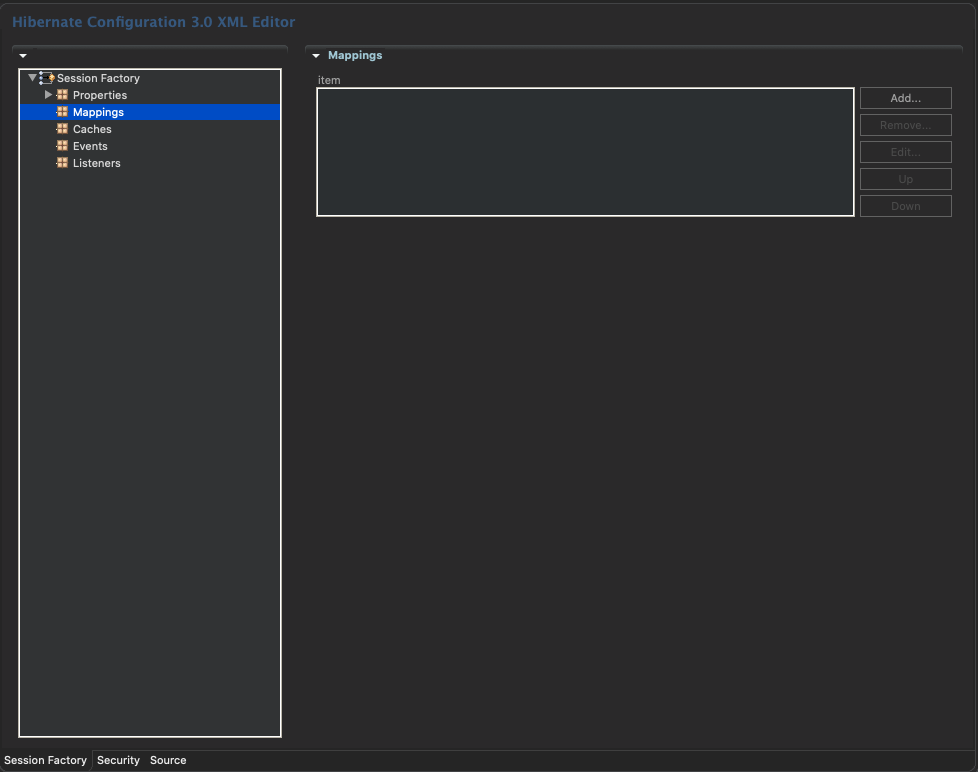 Hibernate Configuration 3.0 XML Editor
Session Factory
Properties
Mappings
Caches
Events
Listeners
Mappings
item
Add...
Remove...
Edit...
Up
Down
Session Factory Security Source